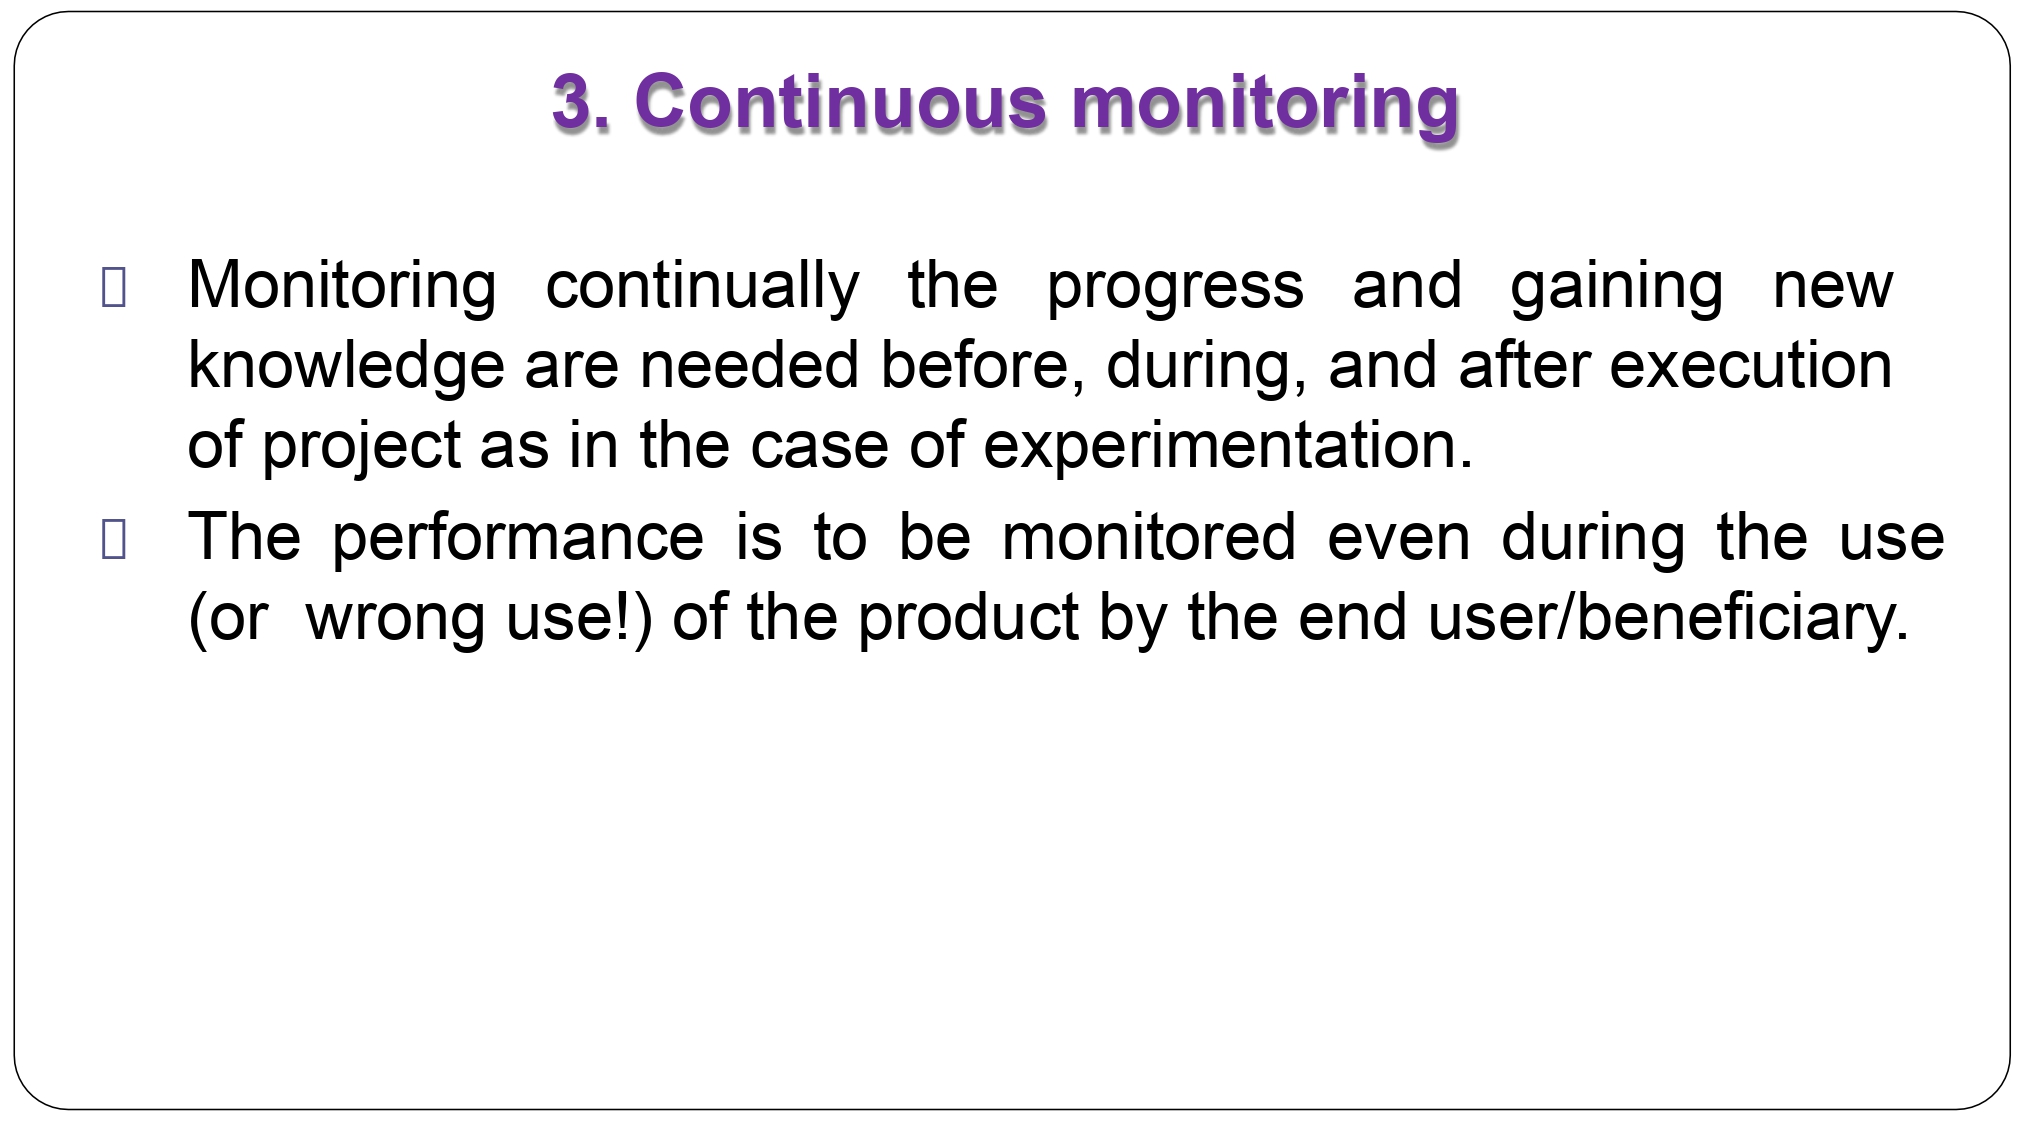 3. Continuous monitoring
Monitoring continually the progress and gaining new
knowledge are needed before, during, and after execution
of project as in the case of experimentation.
The performance is to be monitored even during the use
(or  wrong use!) of the product by the end user/beneficiary.